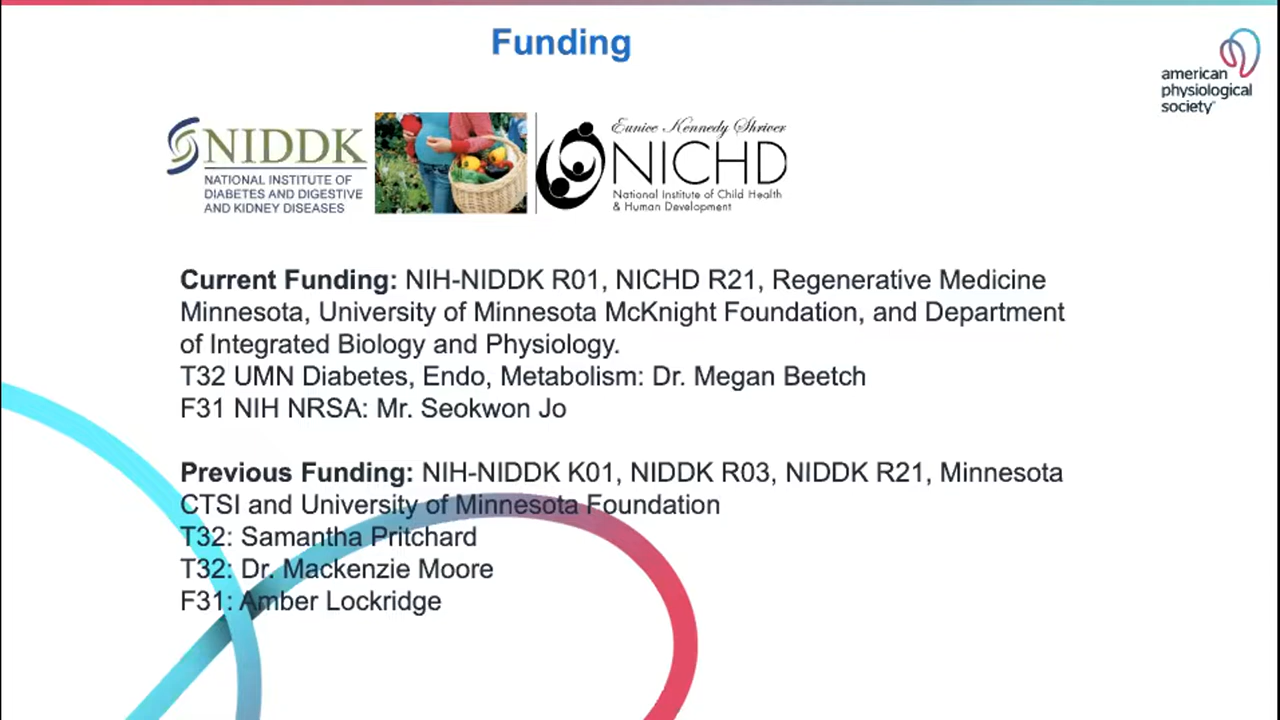 Funding
american
physiological
society
NIDDK
NATIONAL INSTITUTE OF
DIABETES AND DIGESTIVE
AND KIDNEY DISEASES
Eunice Kennedy Shriver
NICHD
National Institute of Child Health
& Human Development
Current Funding: NIH-NIDDK R01, NICHD R21, Regenerative Medicine
Minnesota, University of Minnesota McKnight Foundation, and Department
of Integrated Biology and Physiology.
T32 UMN Diabetes, Endo, Metabolism: Dr. Megan Beetch
F31 NIH NRSA: Mr. Seokwon Jo
Previous Funding: NIH-NIDDK K01, NIDDK R03, NIDDK R21, Minnesota
CTSI and University of Minnesota Foundation
T32: Samantha Pritchard
T32: Dr. Mackenzie Moore
F31: Amber Lockridge